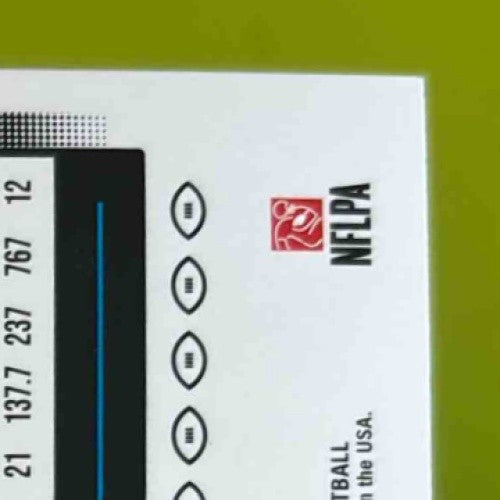 21 137.7 237 767 12
NFLPA
TBALL
the USA.